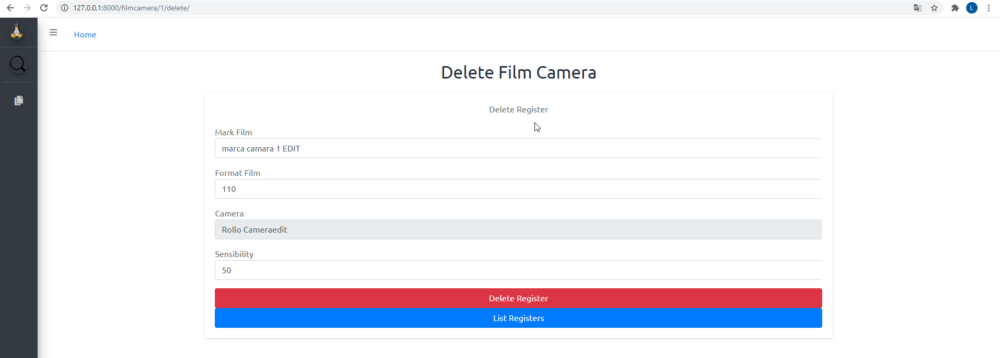 127.0.0.1:8000/filmcamera/1/delete/
L
Home
Delete Film Camera
Delete Register
Mark Film
marca camara 1 EDIT
Format Film
110
Camera
Rollo Cameraedit
Sensibility
50
Delete Register
List Registers